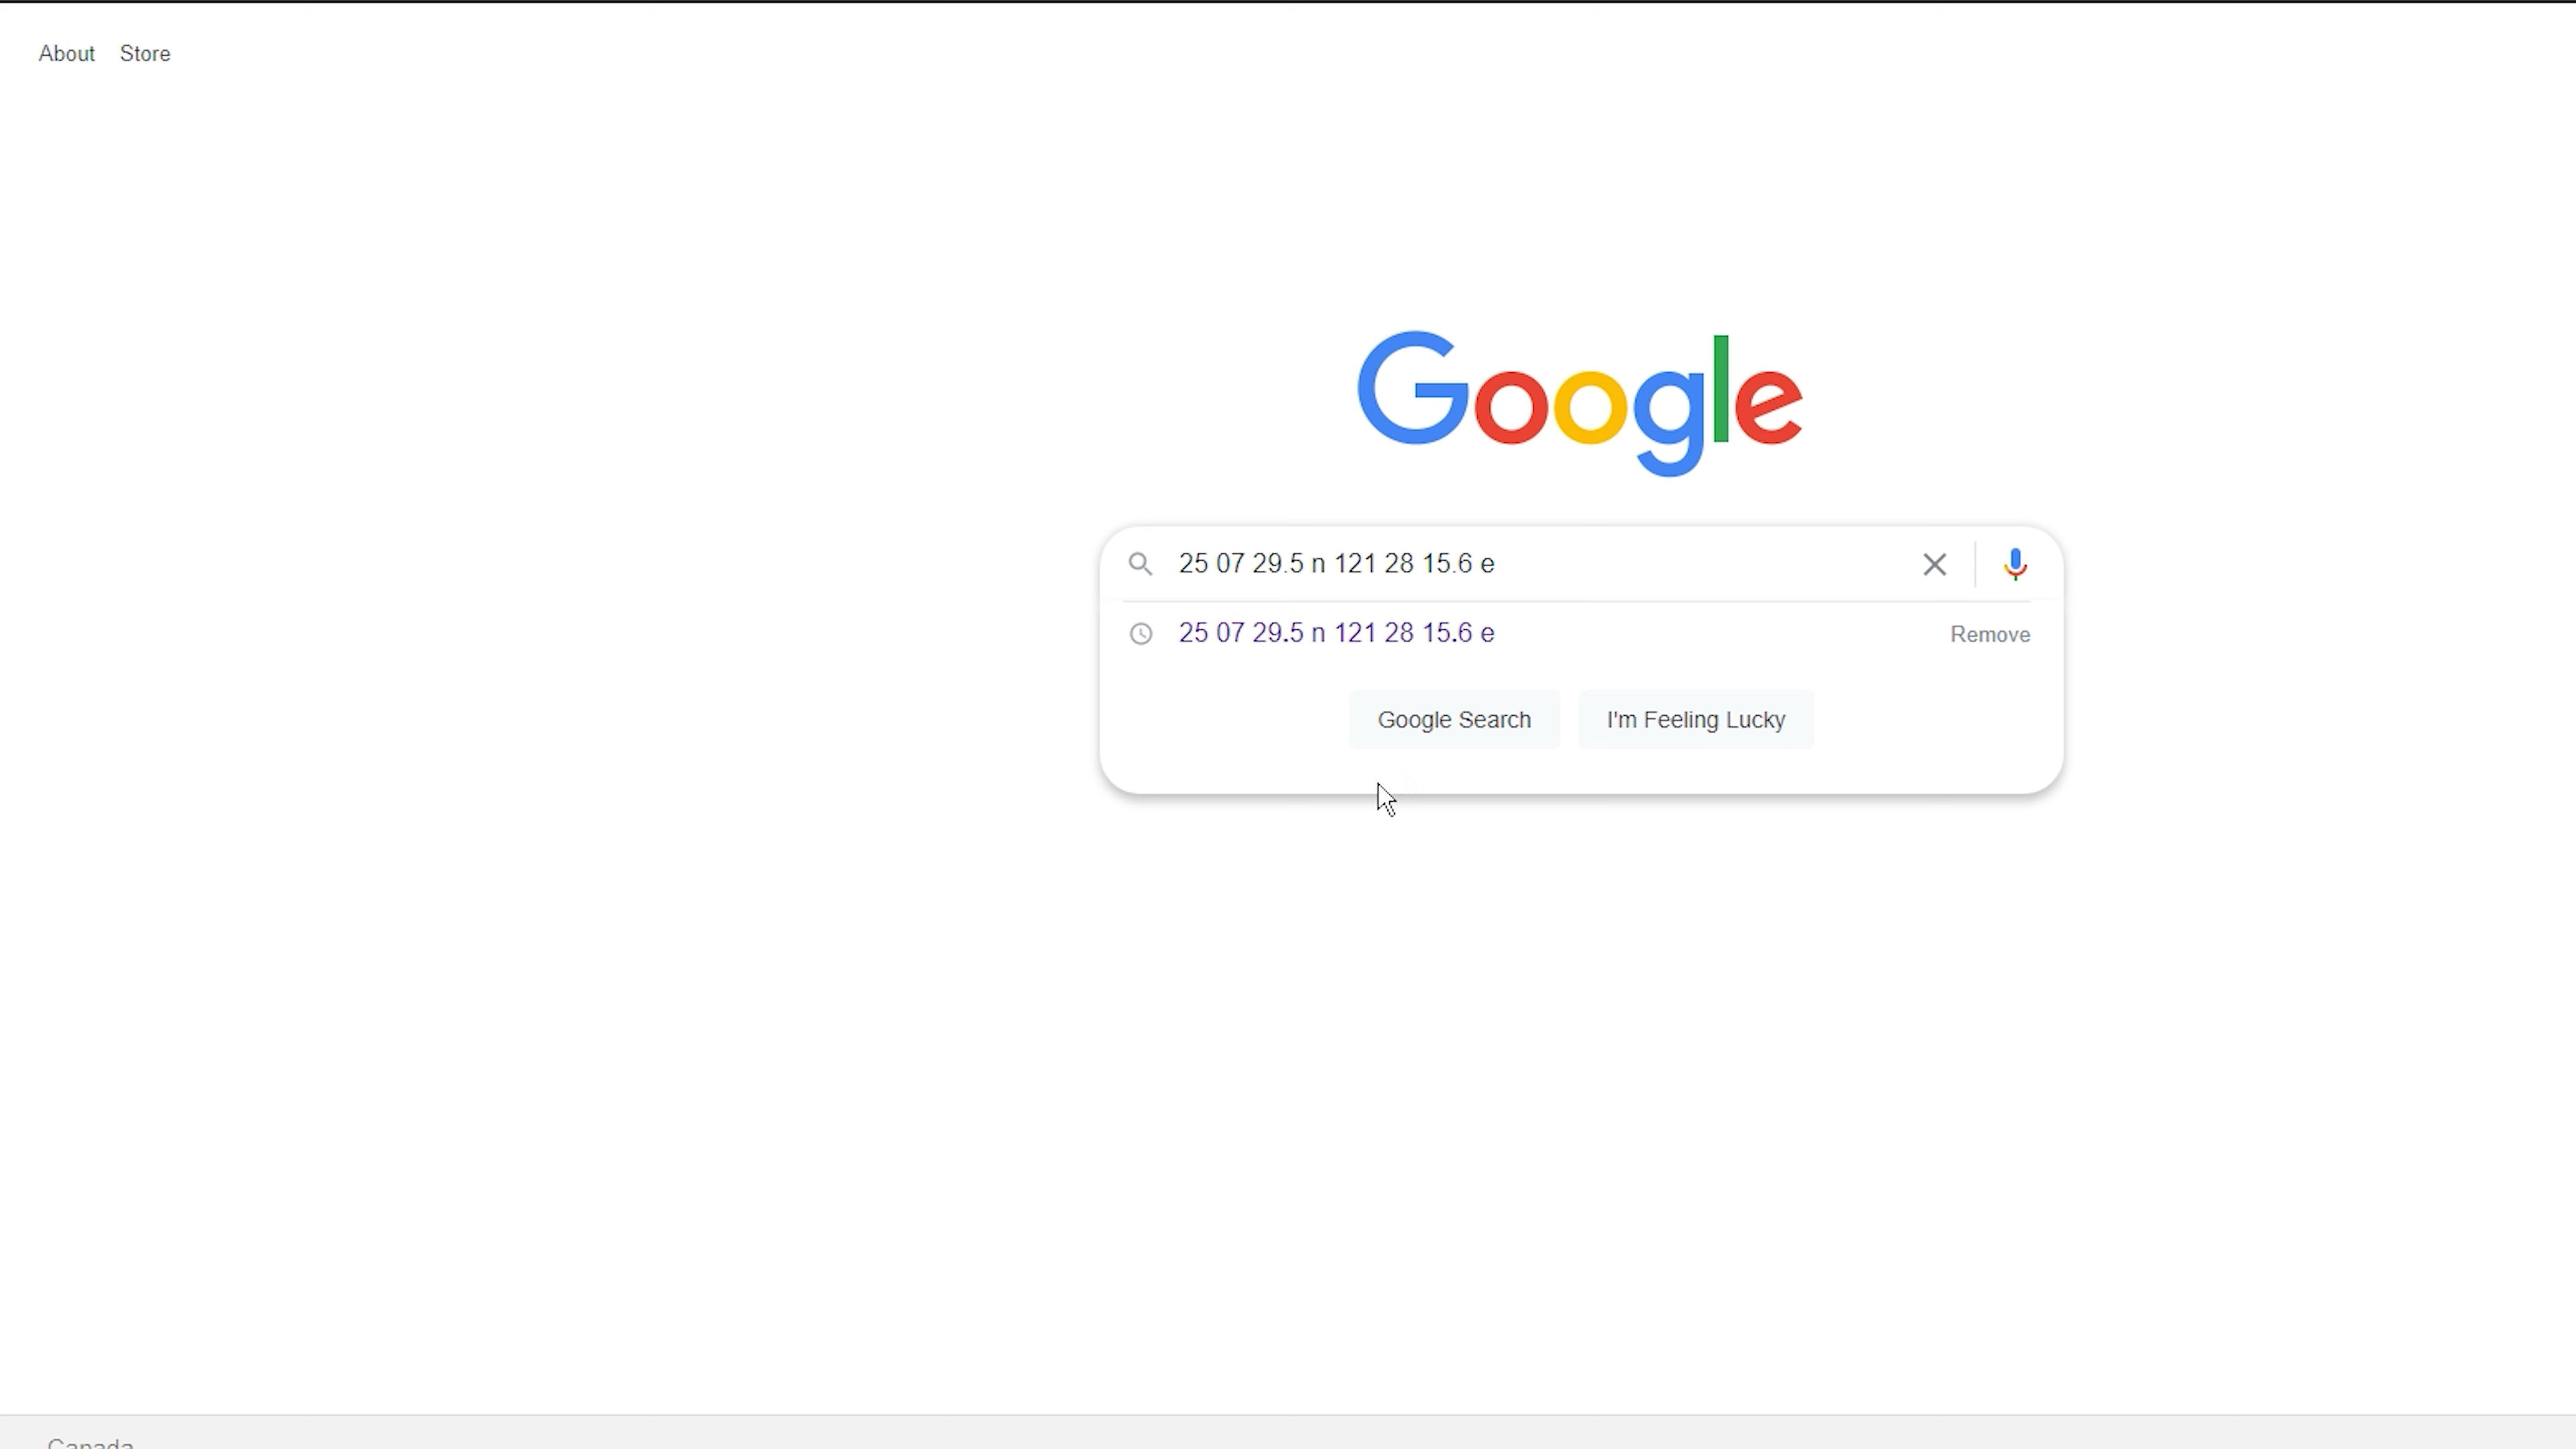 About Store
Google
25 07 29.5 n 121 28 15.6 e
25 07 29.5 n 121 28 15.6 e Remove
Google Search I'm Feeling Lucky
Canada